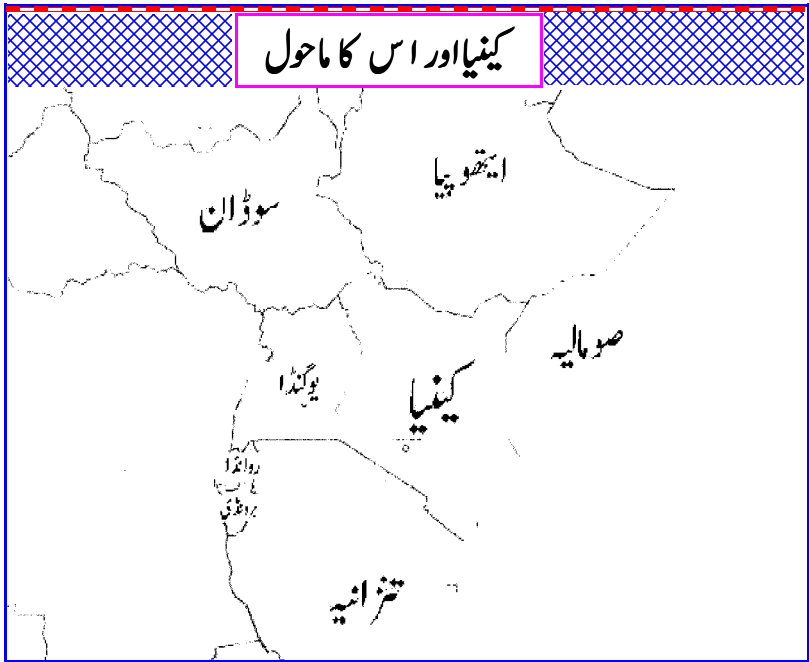 کینیا اور اس کا ماحول
ایتھوپیا
سوڈان
صومالیہ
یوگنڈا
کینیا
روانڈا
برونڈی
تنزانیہ